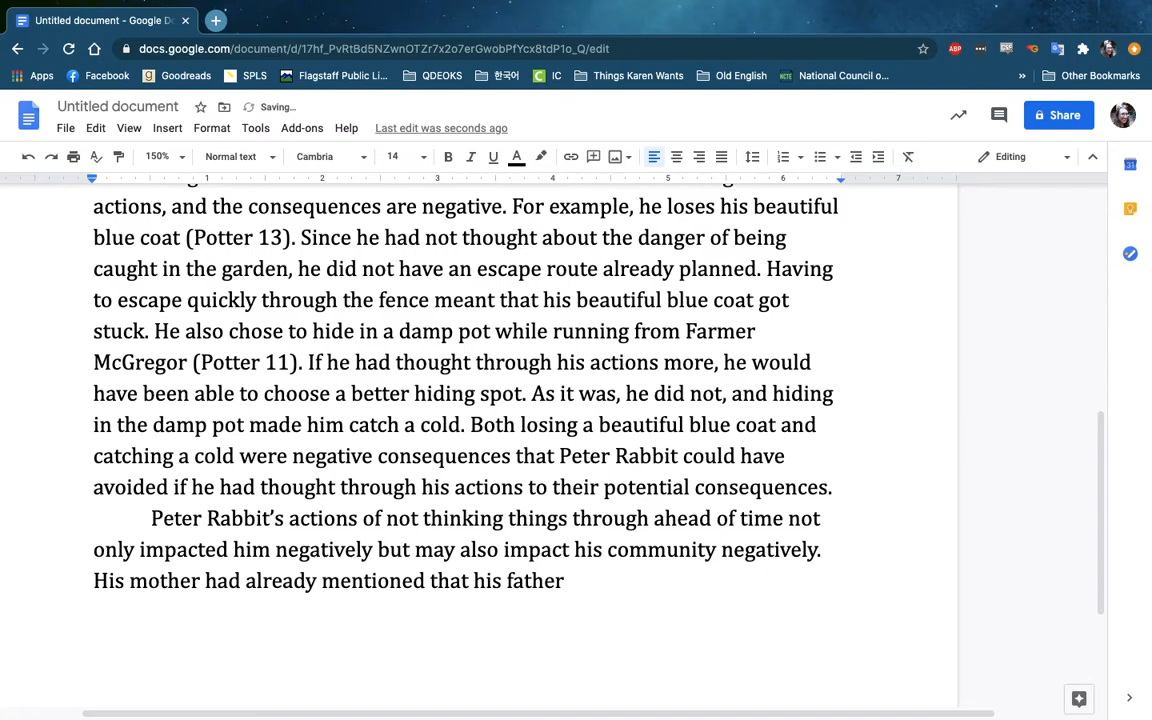 Untitled document - Google Do
docs.google.com/document/d/17hf_PvRtBd5NZwnOTZr7x2o7erGwobPfYcx8tdP1o_Q/edit
ABP
Apps Facebook Goodreads SPLS Flagstaff Public Li... QDEOKS 한국어 IC Things Karen Wants Old English National Council o... » Other Bookmarks
Untitled document Saving...
File Edit View Insert Format Tools Add-ons Help Last edit was seconds ago Share
150% Normal text Cambria 14 B I U A Editing
1 2 3 4 5 6 7
31
actions, and the consequences are negative. For example, he loses his beautiful
blue coat (Potter 13). Since he had not thought about the danger of being
caught in the garden, he did not have an escape route already planned. Having
to escape quickly through the fence meant that his beautiful blue coat got
stuck. He also chose to hide in a damp pot while running from Farmer
McGregor (Potter 11). If he had thought through his actions more, he would
have been able to choose a better hiding spot. As it was, he did not, and hiding
in the damp pot made him catch a cold. Both losing a beautiful blue coat and
catching a cold were negative consequences that Peter Rabbit could have
avoided if he had thought through his actions to their potential consequences.
Peter Rabbit’s actions of not thinking things through ahead of time not
only impacted him negatively but may also impact his community negatively.
His mother had already mentioned that his father